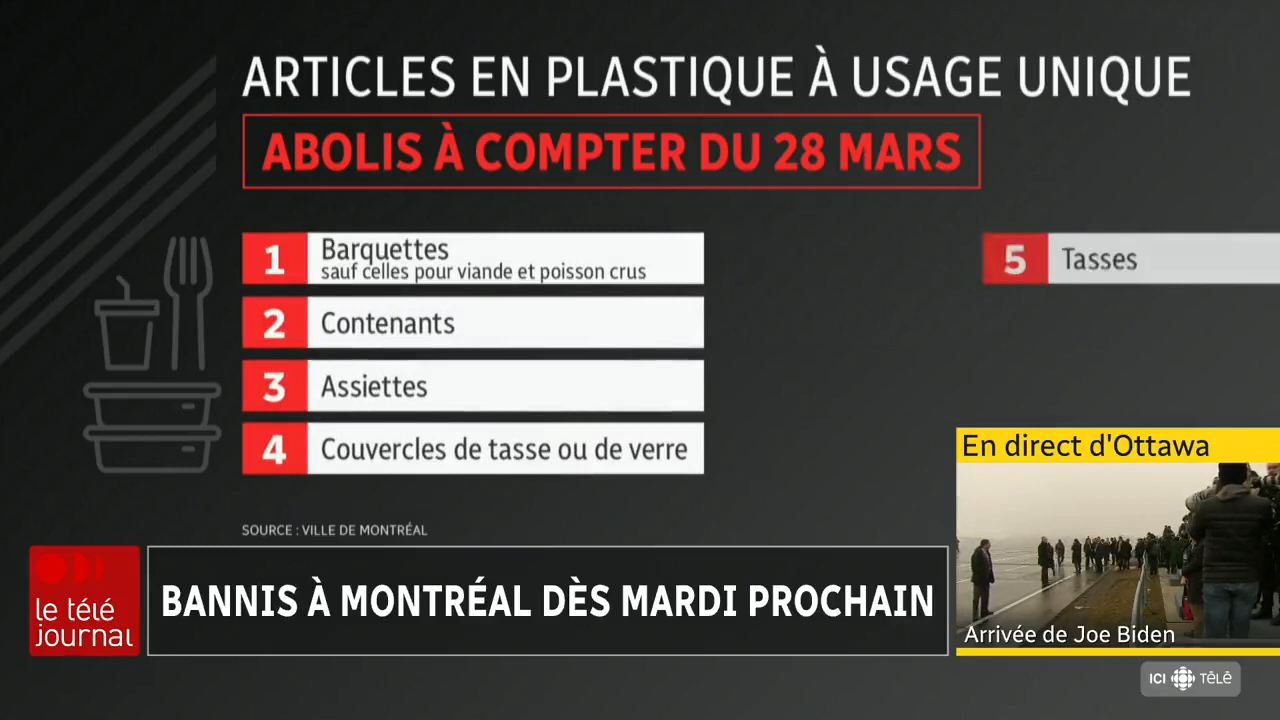 ARTICLES EN PLASTIQUE À USAGE UNIQUE
ABOLIS À COMPTER DU 28 MARS
1 Barquettes
sauf celles pour viande et poisson crus
2 Contenants
3 Assiettes
4 Couvercles de tasse ou de verre
5 Tasses
SOURCE : VILLE DE MONTRÉAL
le télé
journal
BANNIS À MONTRÉAL DÈS MARDI PROCHAIN
En direct d'Ottawa
Arrivée de Joe Biden
ICI TÉLÉ